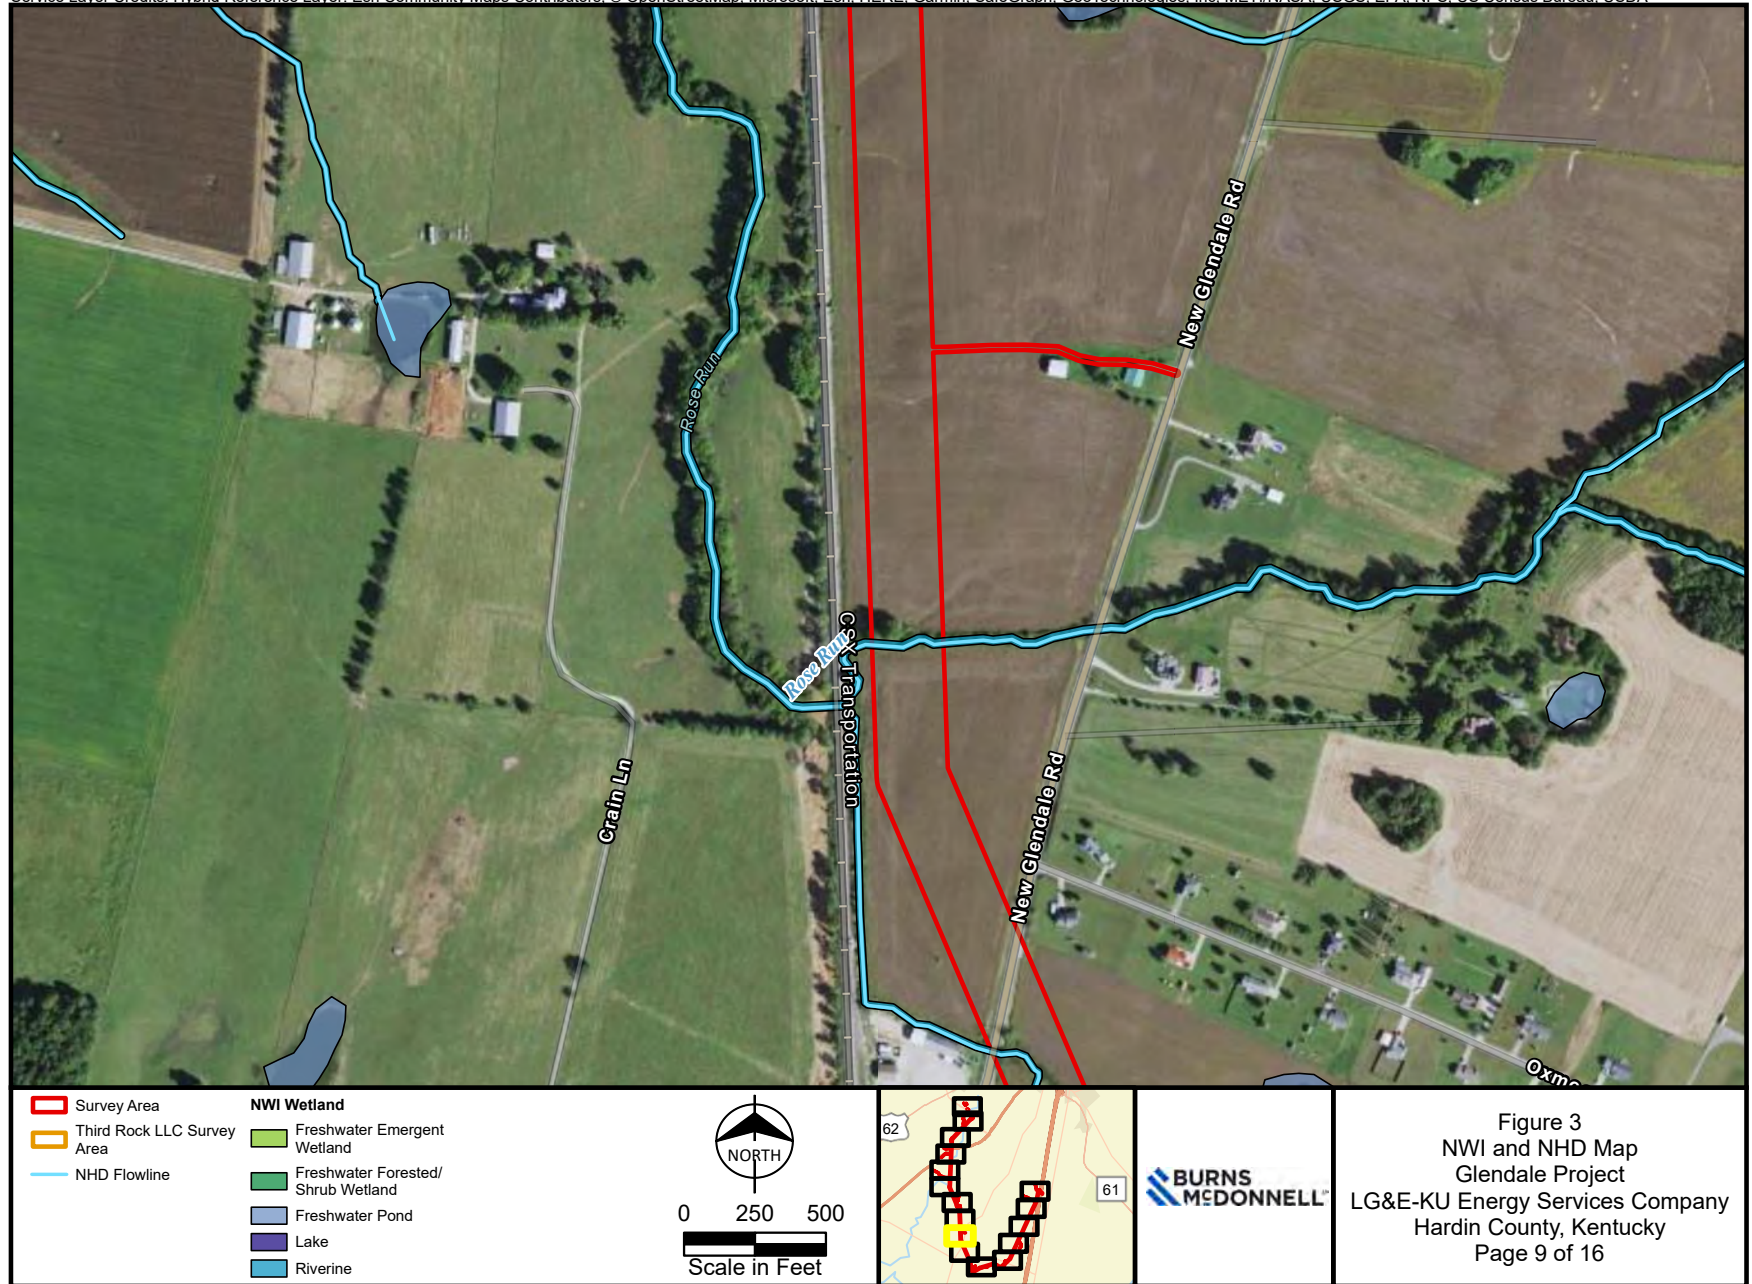 New Glendale Rd
Rose Run
CSX Transportation
Rose Run
Crain Ln
New Glendale Rd
Survey Area
Third Rock LLC Survey
Area
NHD Flowline
NWI Wetland
Freshwater Emergent
Wetland
Freshwater Forested/
Shrub Wetland
Freshwater Pond
Lake
Riverine
NORTH
0 250 500
Scale in Feet
62
61
BURNS
MCDONNELL
Figure 3
NWI and NHD Map
Glendale Project
LG&E-KU Energy Services Company
Hardin County, Kentucky
Page 9 of 16